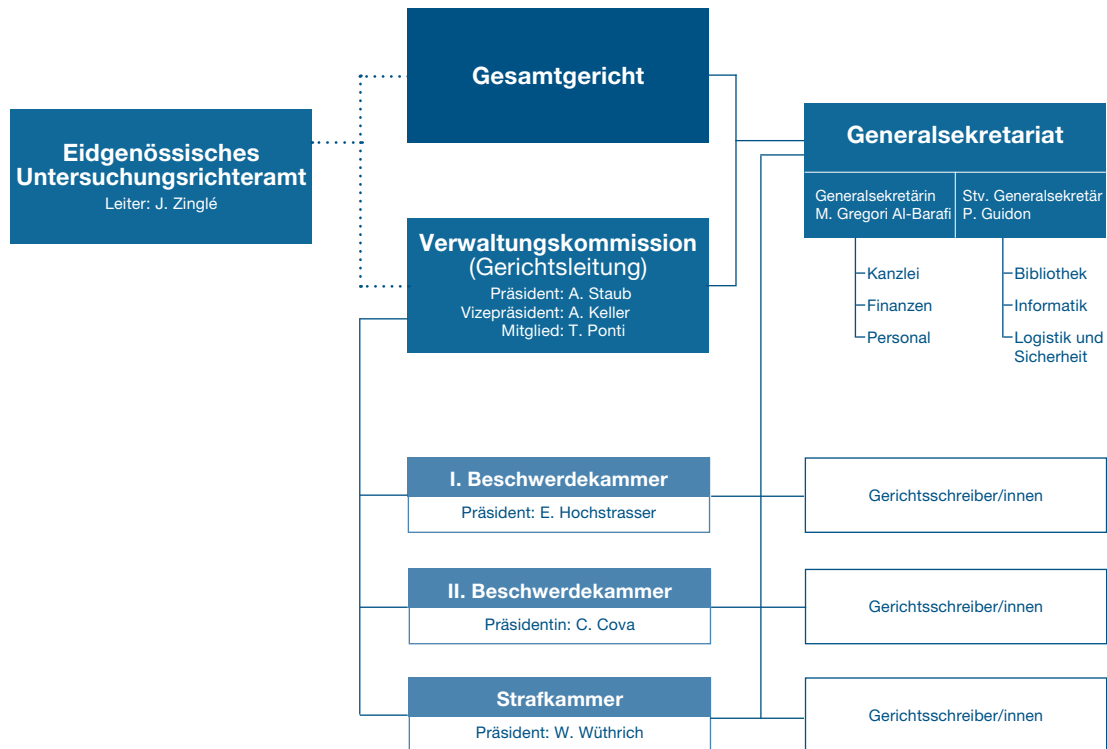 Gesamtgericht
Eidgenössisches
Untersuchungsrichteramt
Leiter: J. Zinglé
Generalsekretariat
Generalsekretärin
M. Gregori Al-Barafi
Stv. Generalsekretär
P. Guidon
Kanzlei
Finanzen
Personal
Bibliothek
Informatik
Logistik und
Sicherheit
Verwaltungskommission
(Gerichtsleitung)
Präsident: A. Staub
Vizepräsident: A. Keller
Mitglied: T. Ponti
I. Beschwerdekammer
Präsident: E. Hochstrasser
Gerichtsschreiber/innen
II. Beschwerdekammer
Präsidentin: C. Cova
Gerichtsschreiber/innen
Strafkammer
Präsident: W. Wüthrich
Gerichtsschreiber/innen